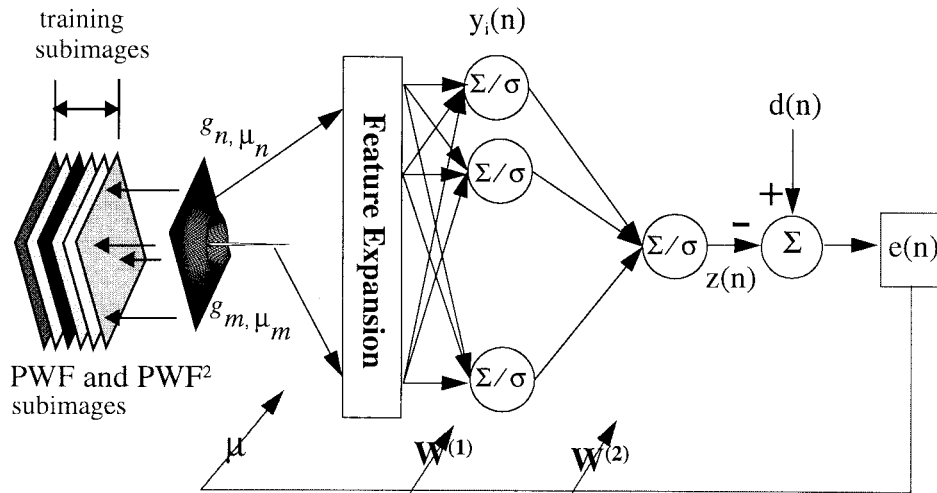 training
subimages
y_i(n)
Σ/σ
Σ/σ
Σ/σ
Σ/σ
d(n)
+
−
Σ
e(n)
z(n)
g_n, μ_n
g_m, μ_m
Feature Expansion
PWF and PWF²
subimages
μ
W⁽¹⁾
W⁽²⁾